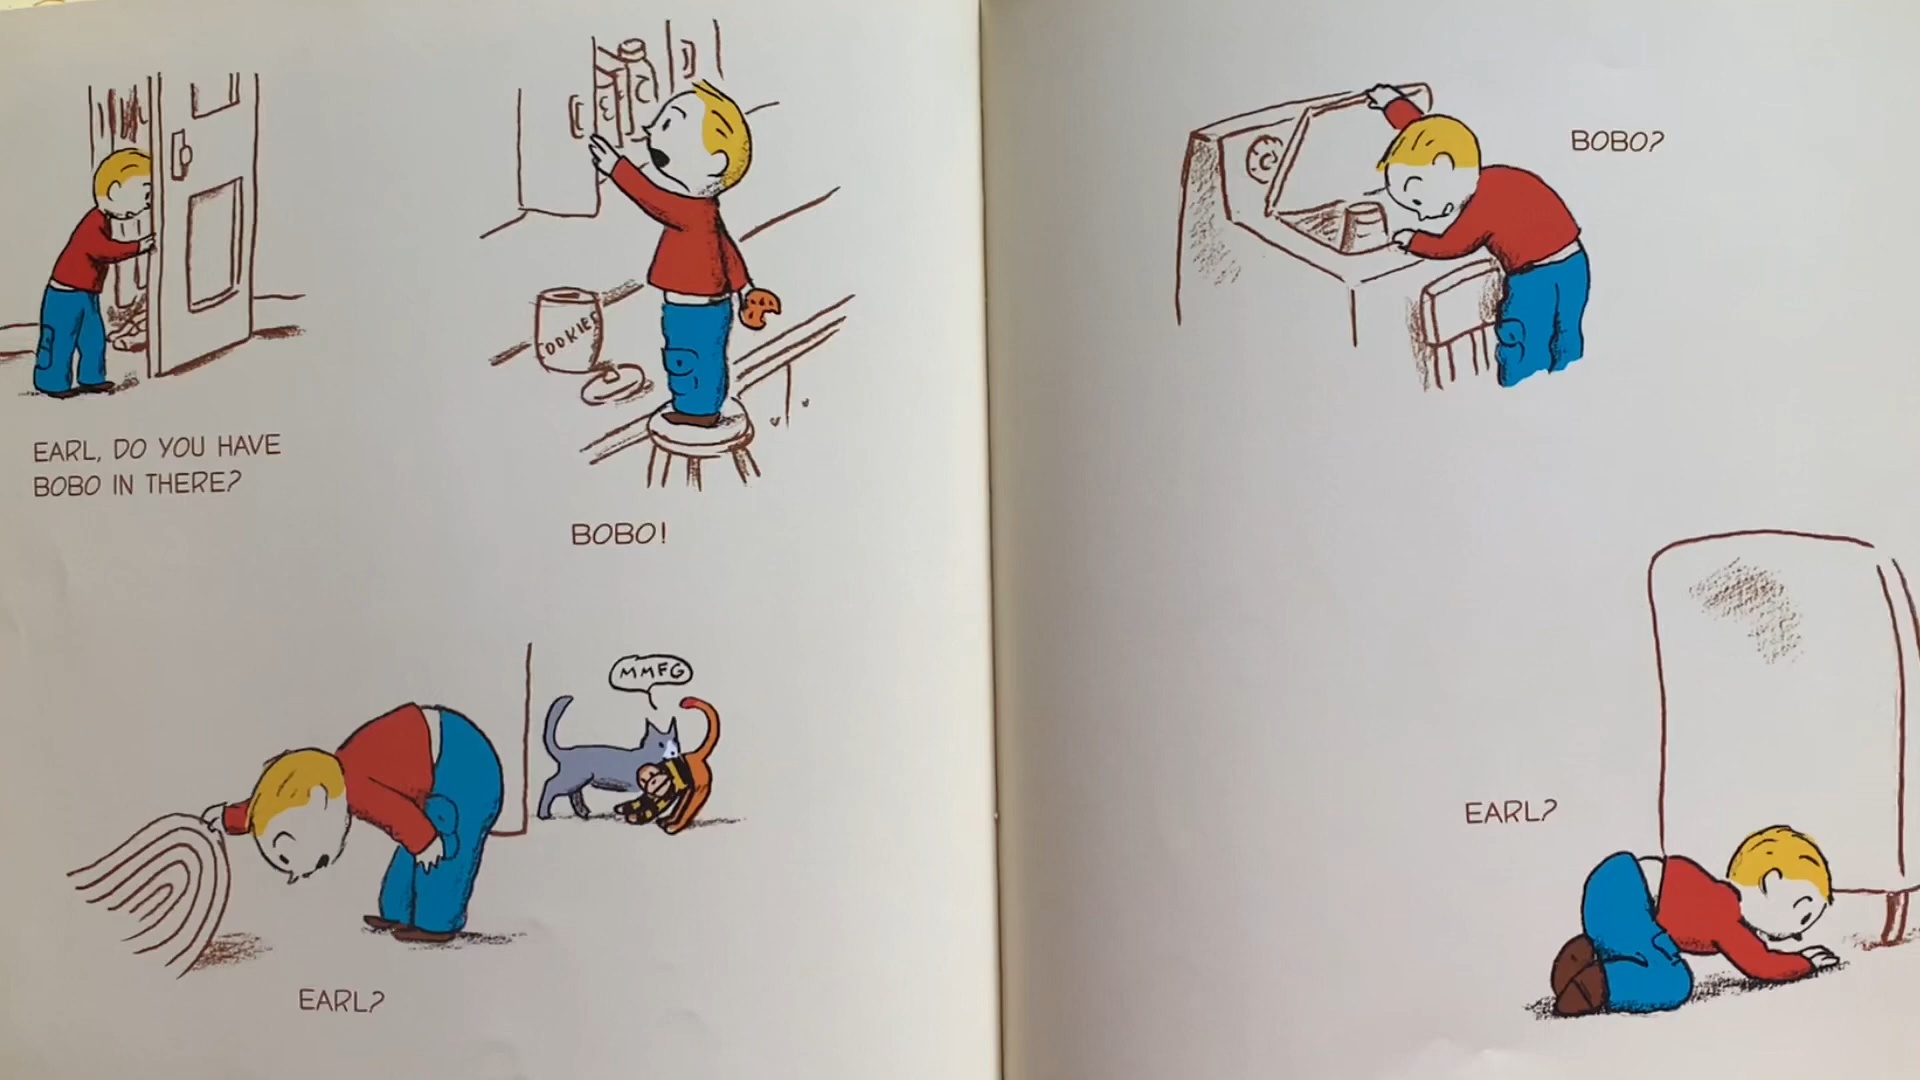 EARL, DO YOU HAVE
BOBO IN THERE?
COOKIES
BOBO!
MMFG
EARL?
BOBO?
EARL?